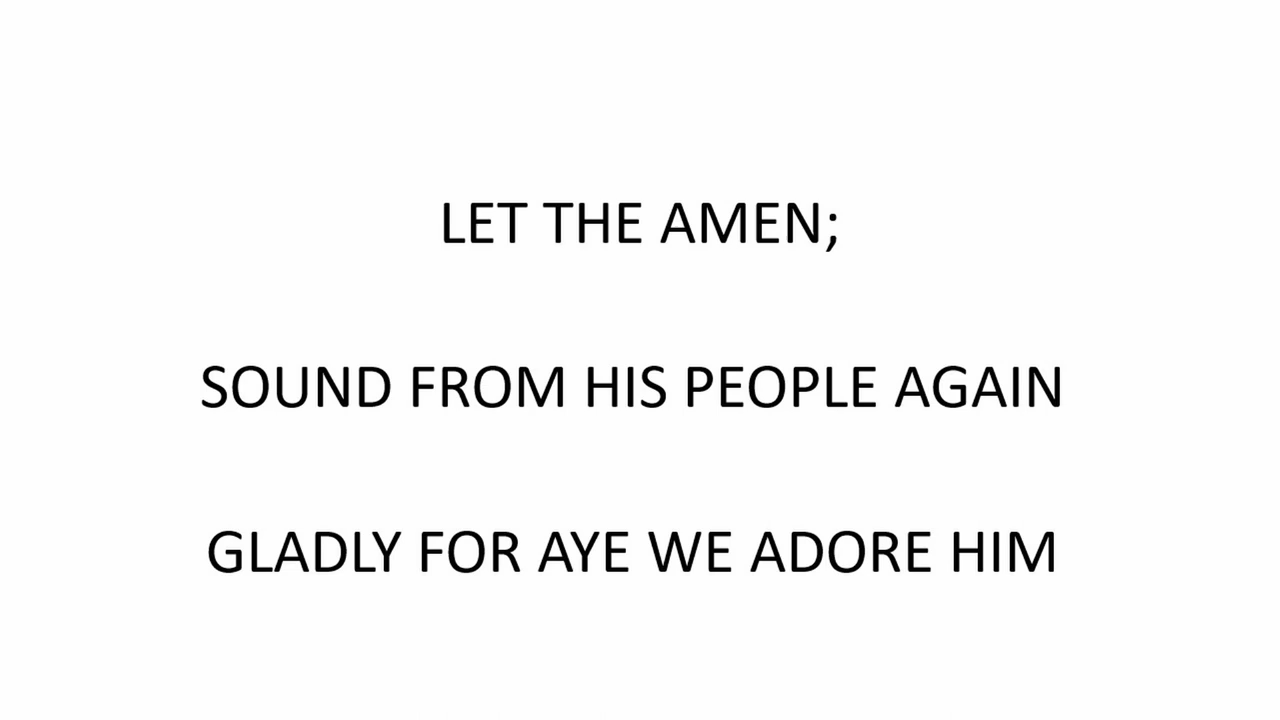 LET THE AMEN;
SOUND FROM HIS PEOPLE AGAIN
GLADLY FOR AYE WE ADORE HIM